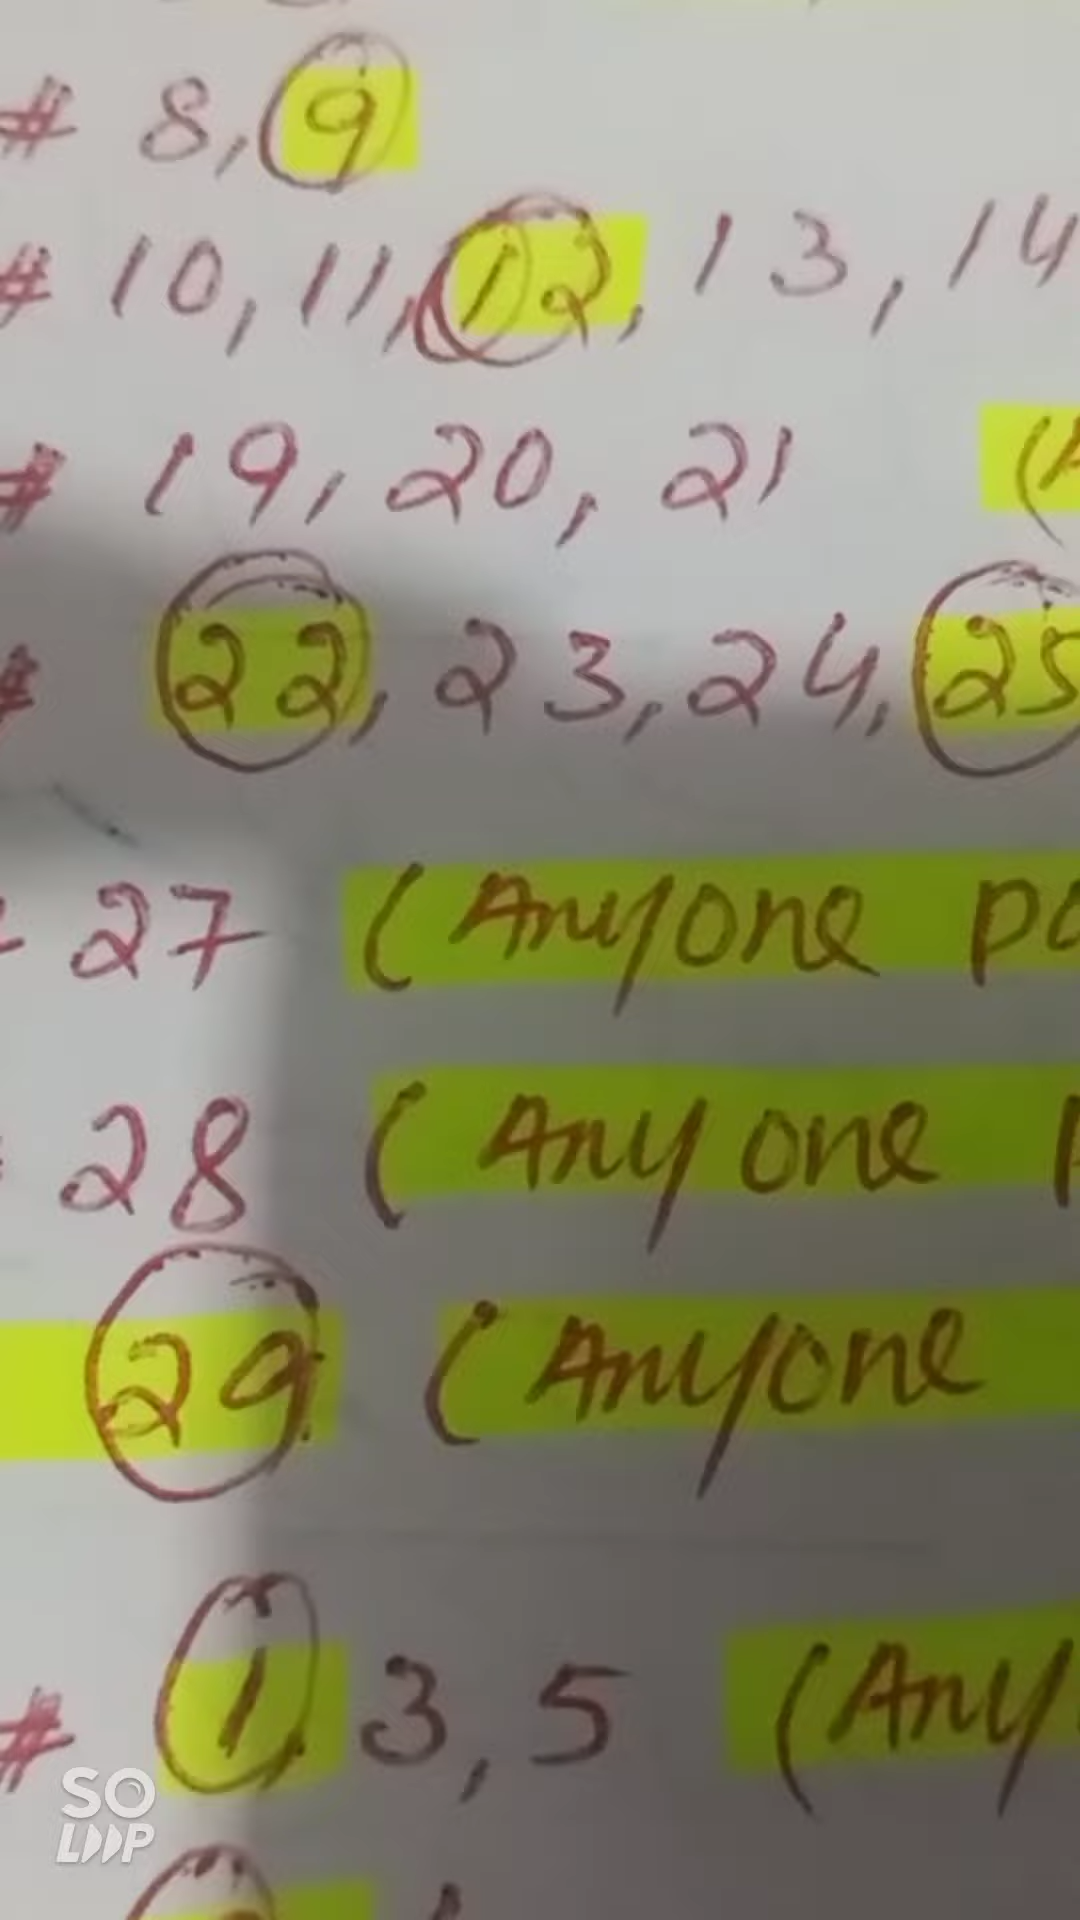 # 8, 9
# 10, 11, 12, 13, 14
# 19, 20, 21 (
# 22, 23, 24, 25
27 (Anyone
28 (Any one
29 (Anyone
# 1, 3, 5 (Any
SO
LOOP